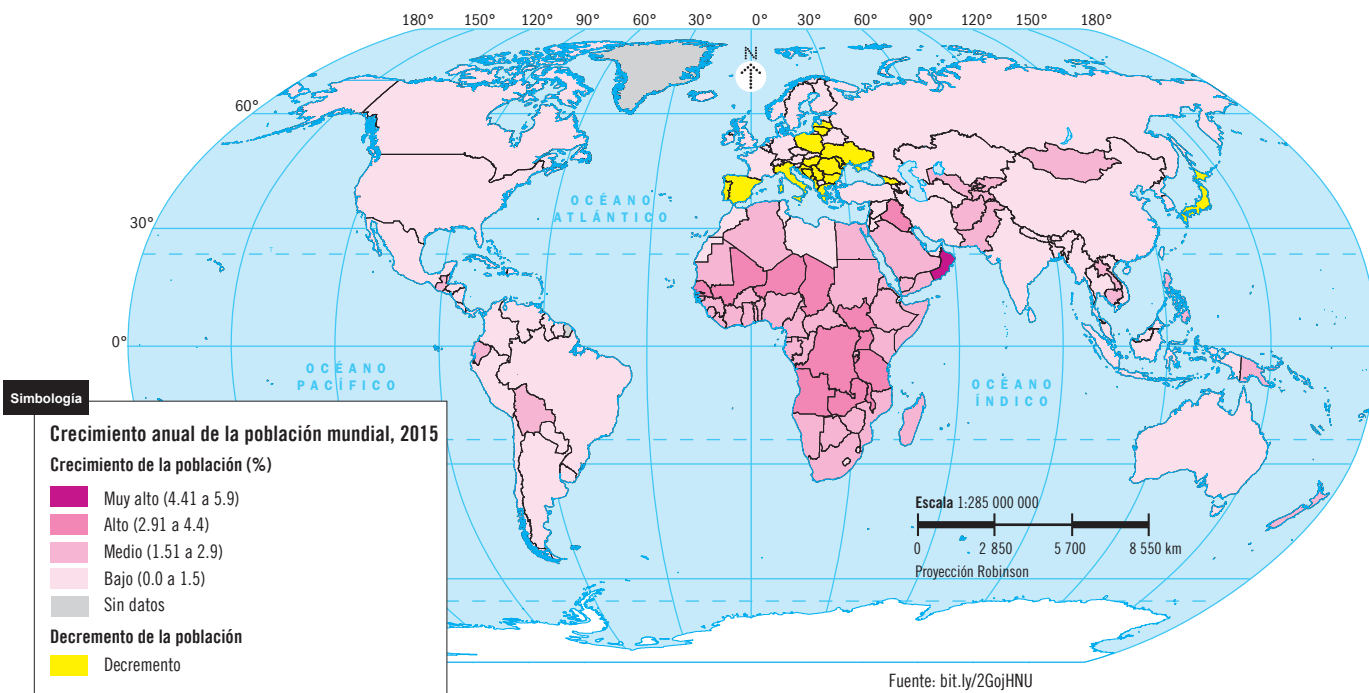 180° 150° 120° 90° 60° 30° 0° 30° 60° 90° 120° 150° 180°
N
60°
30°
0°
OCÉANO
ATLÁNTICO
OCÉANO
PACÍFICO
OCÉANO
ÍNDICO
Simbología
Crecimiento anual de la población mundial, 2015
Crecimiento de la población (%)
Muy alto (4.41 a 5.9)
Alto (2.91 a 4.4)
Medio (1.51 a 2.9)
Bajo (0.0 a 1.5)
Sin datos
Decremento de la población
Decremento
Escala 1:285 000 000
0 2 850 5 700 8 550 km
Proyección Robinson
Fuente: bit.ly/2GojHNU